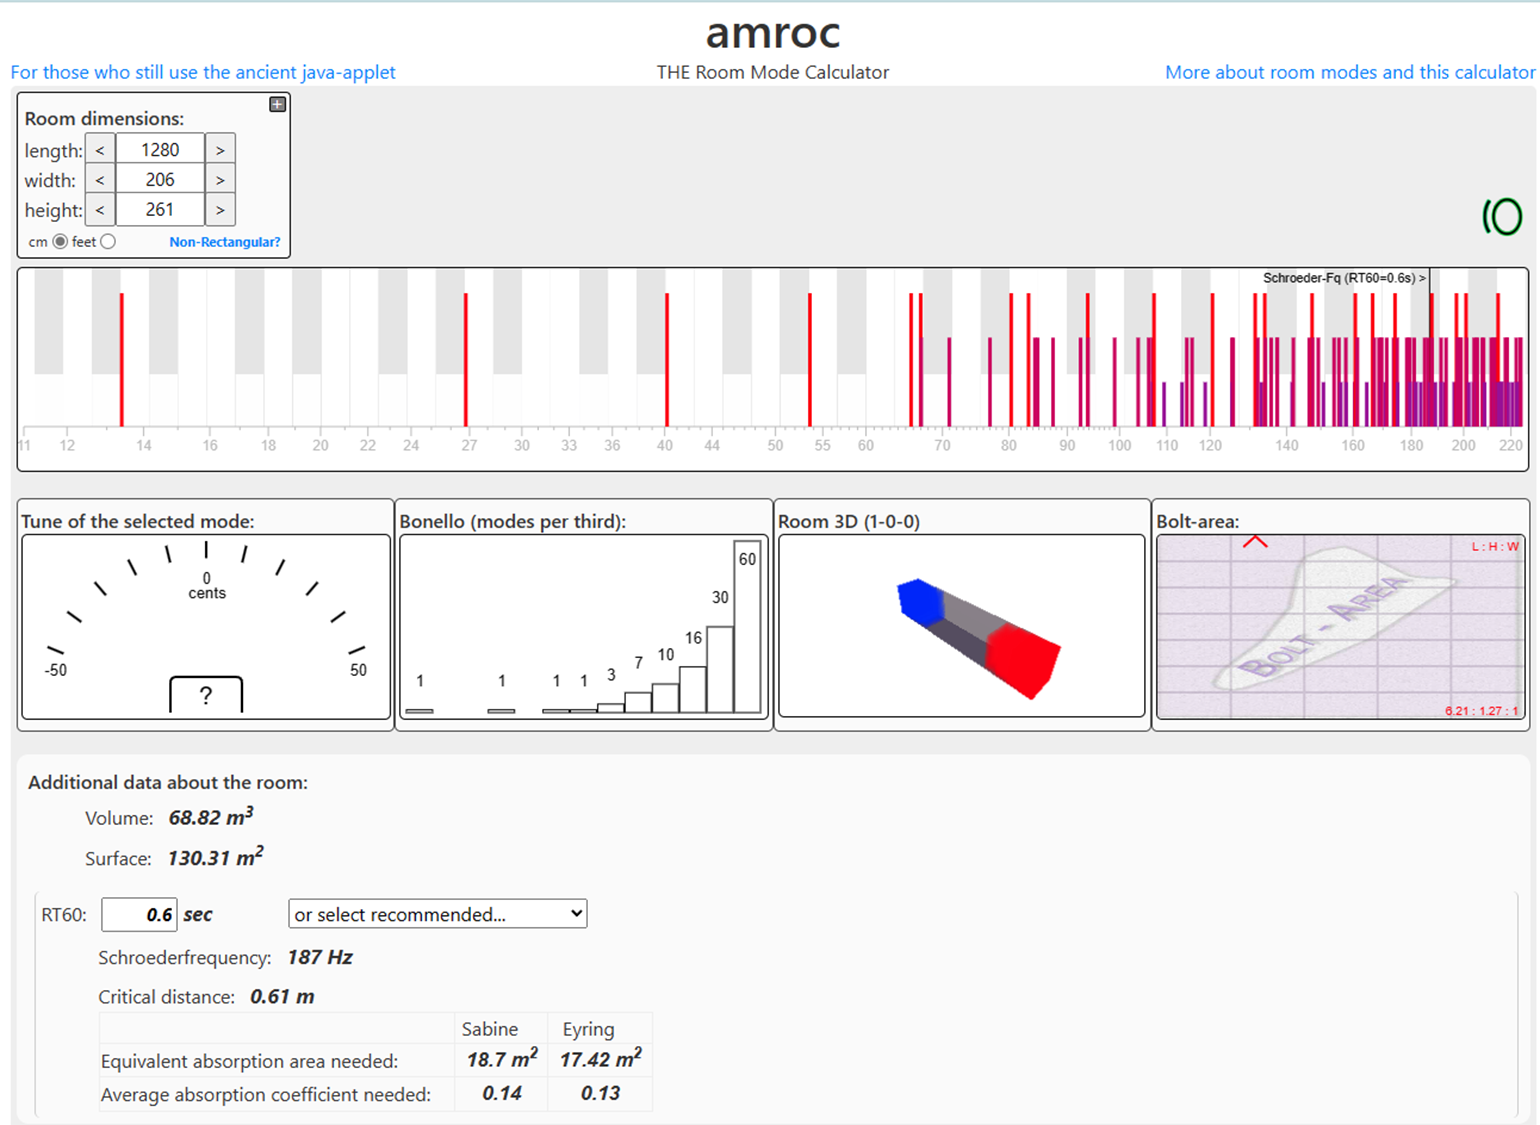 amroc
For those who still use the ancient java-applet
THE Room Mode Calculator
More about room modes and this calculator
Room dimensions:
length: < 1280 >
width: < 206 >
height: < 261 >
cm feet Non-Rectangular?
Schroeder-Fq (RT60=0.6s) >
11 12 14 16 18 20 22 24 27 30 33 36 40 44 50 55 60 70 80 90 100 110 120 140 160 180 200 220
Tune of the selected mode:
0
cents
-50 50
?
Bonello (modes per third):
1 1 1 1 3 7 10 16 30 60
Room 3D (1-0-0)
Bolt-area:
L : H : W
BOLT - AREA
6.21 : 1.27 : 1
Additional data about the room:
Volume: 68.82 m³
Surface: 130.31 m²
RT60: 0.6 sec or select recommended...
Schroederfrequency: 187 Hz
Critical distance: 0.61 m
Sabine Eyring
Equivalent absorption area needed: 18.7 m² 17.42 m²
Average absorption coefficient needed: 0.14 0.13